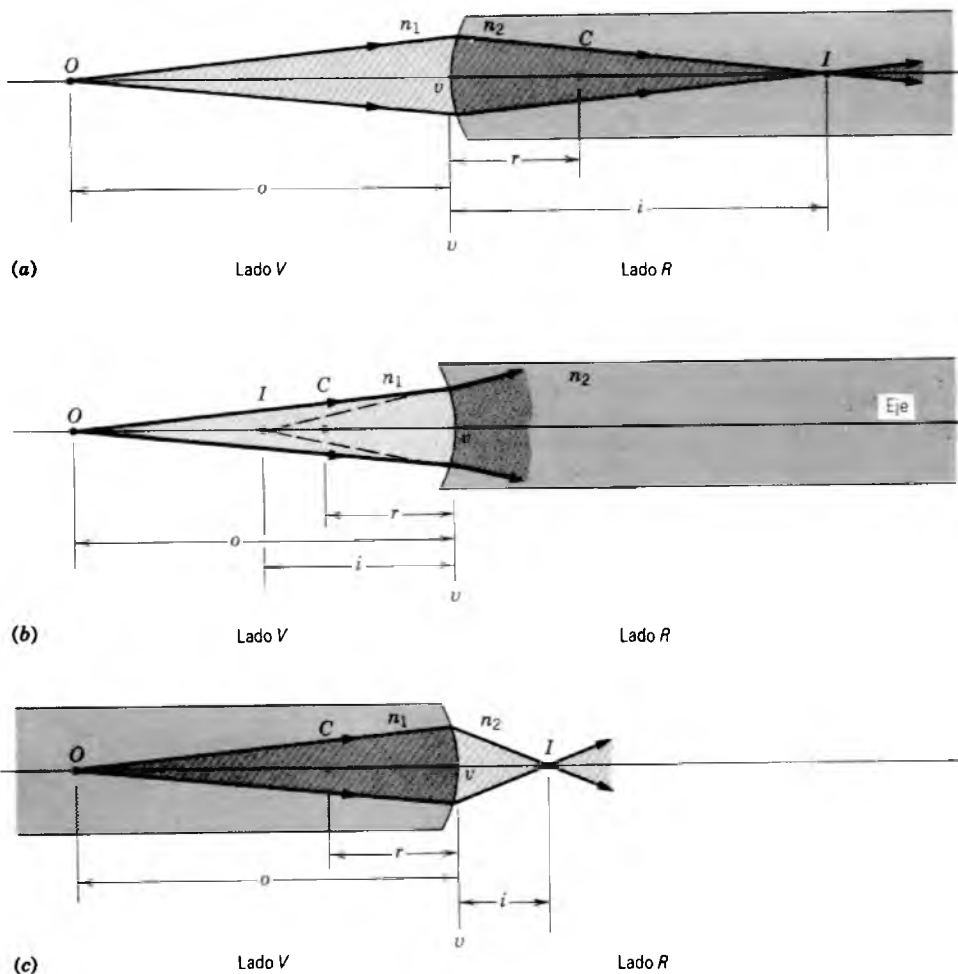 n₁ n₂ C
O I
v
r
o
i
v
(a) Lado V Lado R
I C n₁ n₂
O Eje
v
r
o
i
v
(b) Lado V Lado R
C n₁ n₂
O I
v
r
o i
v
(c) Lado V Lado R